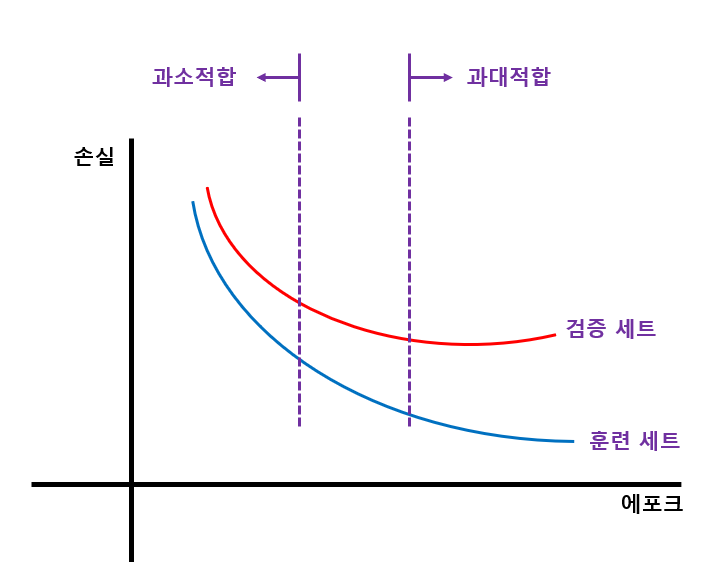 과소적합
과대적합
손실
검증 세트
훈련 세트
에포크